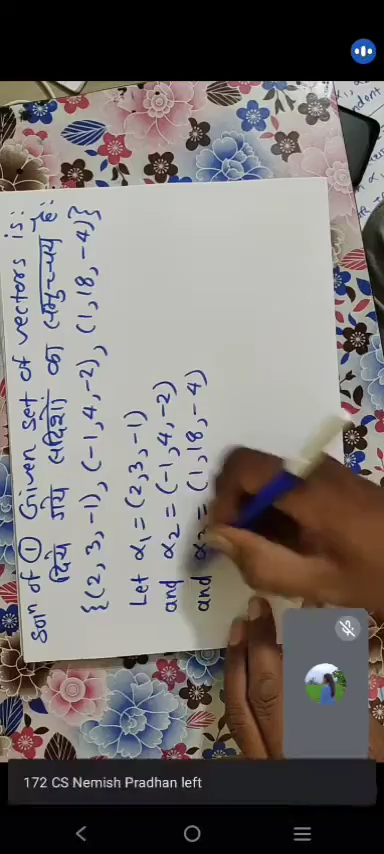 Soln of ① Given set of vectors is:
दिये गये सदिशों का समुच्चय है:
{(2, 3, -1), (-1, 4, -2), (1, 18, -4)}
Let α₁ = (2, 3, -1)
and α₂ = (-1, 4, -2)
and = (1, 18, -4)
172 CS Nemish Pradhan left